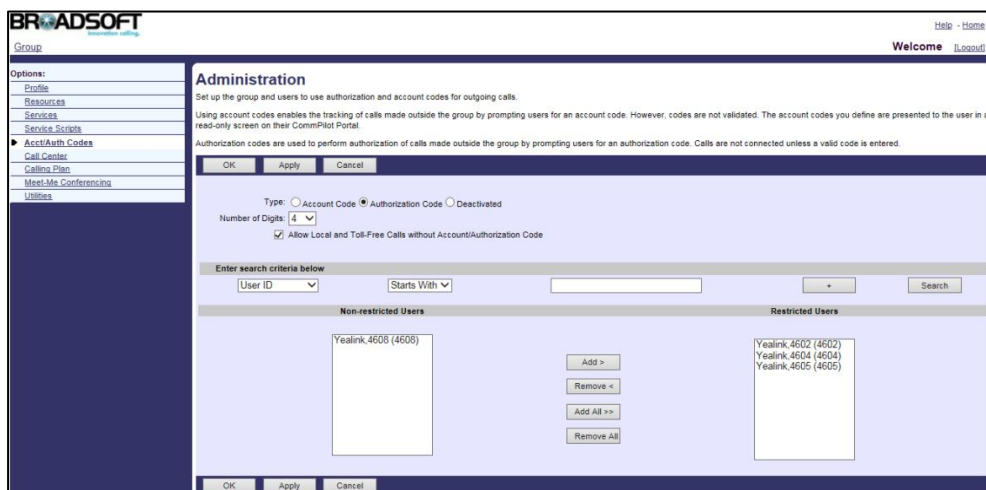 BROADSOFT
innovation calling.
Help - Home
Group
Welcome [Logout]
Options:
Profile
Resources
Services
Service Scripts
Acct/Auth Codes
Call Center
Calling Plan
Meet-Me Conferencing
Utilities
Administration
Set up the group and users to use authorization and account codes for outgoing calls.
Using account codes enables the tracking of calls made outside the group by prompting users for an account code. However, codes are not validated. The account codes you define are presented to the user in a
read-only screen on their CommPilot Portal.
Authorization codes are used to perform authorization of calls made outside the group by prompting users for an authorization code. Calls are not connected unless a valid code is entered.
OK Apply Cancel
Type: Account Code Authorization Code Deactivated
Number of Digits: 4
Allow Local and Toll-Free Calls without Account/Authorization Code
Enter search criteria below
User ID Starts With + Search
Non-restricted Users Restricted Users
Yealink,4608 (4608)
Add >
Remove <
Add All >>
Remove All
Yealink,4602 (4602)
Yealink,4604 (4604)
Yealink,4605 (4605)
OK Apply Cancel